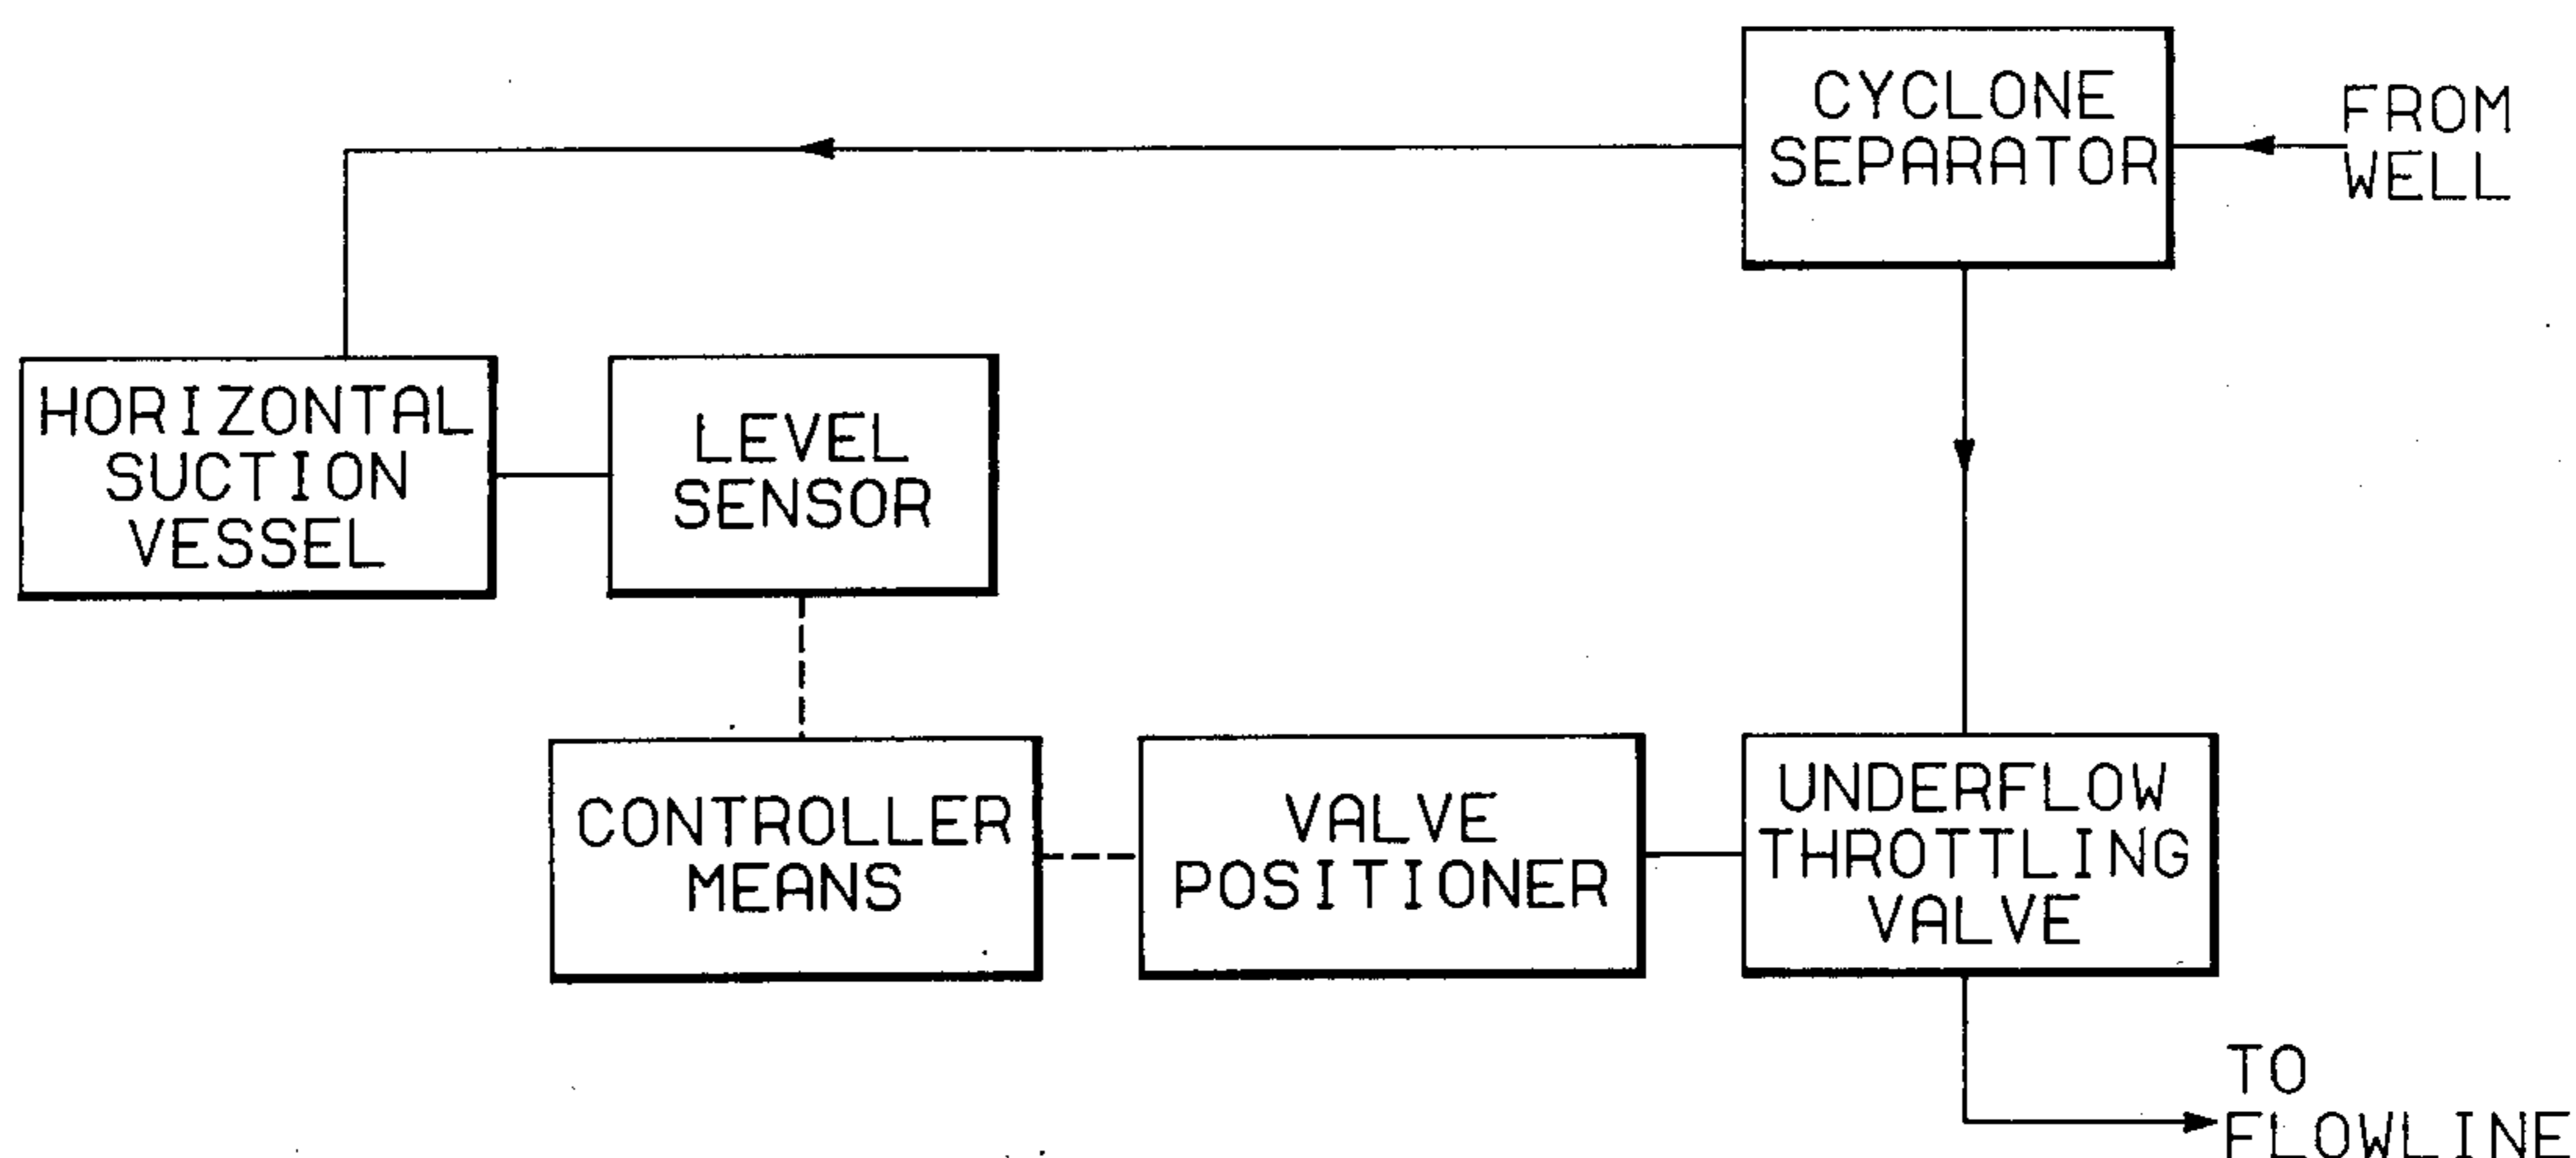 CYCLONE
SEPARATOR
FROM
WELL
HORIZONTAL
SUCTION
VESSEL
LEVEL
SENSOR
CONTROLLER
MEANS
VALVE
POSITIONER
UNDERFLOW
THROTTLING
VALVE
TO
FLOWLINE